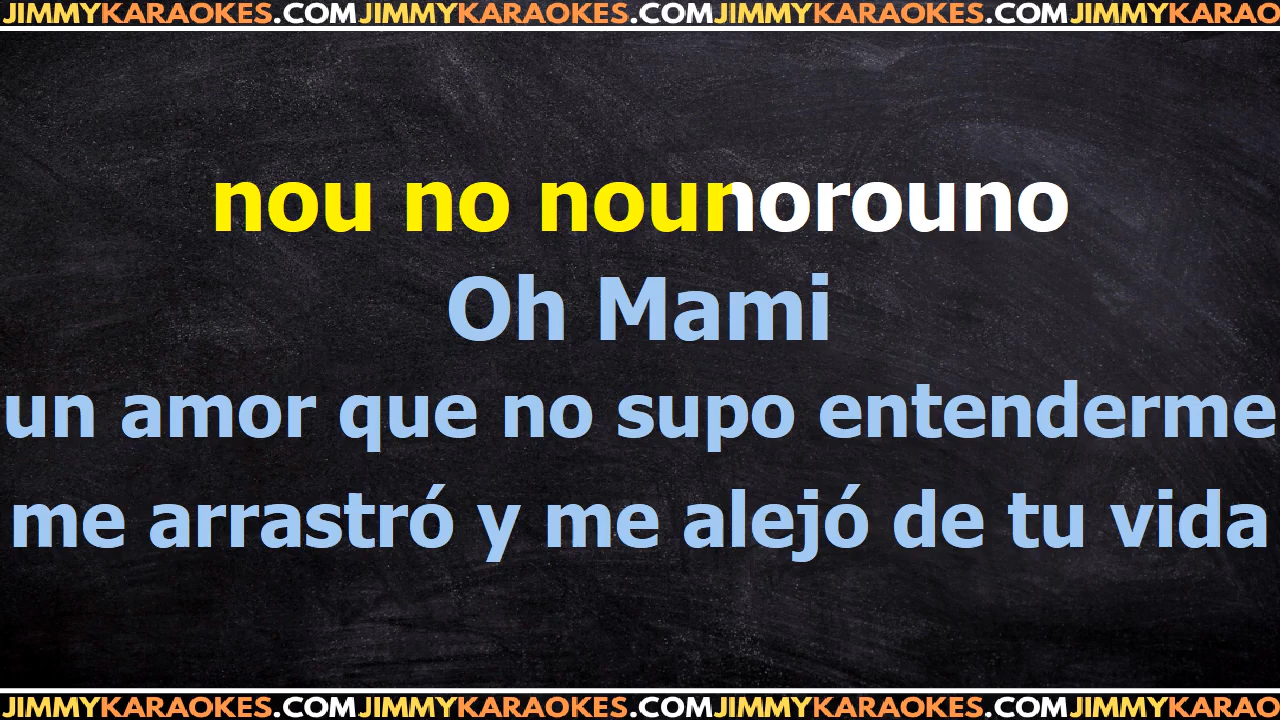 JIMMYKARAOKES.COMJIMMYKARAOKES.COMJIMMYKARAOKES.COMJIMMYKARAO
nou no nounorouno
Oh Mami
un amor que no supo entenderme
me arrastró y me alejó de tu vida
JIMMYKARAOKES.COMJIMMYKARAOKES.COMJIMMYKARAOKES.COMJIMMYKARAO